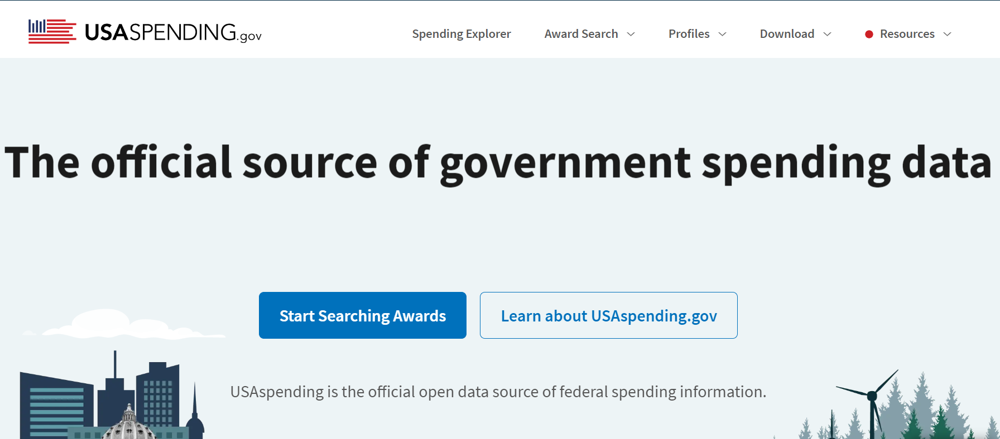 USASPENDING.gov
Spending Explorer
Award Search
Profiles
Download
Resources
The official source of government spending data
Start Searching Awards
Learn about USAspending.gov
USAspending is the official open data source of federal spending information.